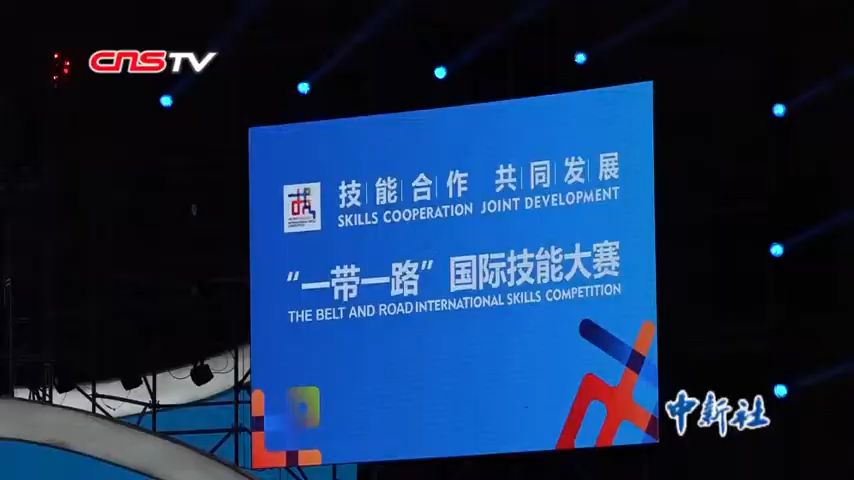 CNSTV
技能合作 共同发展
SKILLS COOPERATION JOINT DEVELOPMENT
“一带一路”国际技能大赛
THE BELT AND ROAD INTERNATIONAL SKILLS COMPETITION
中新社